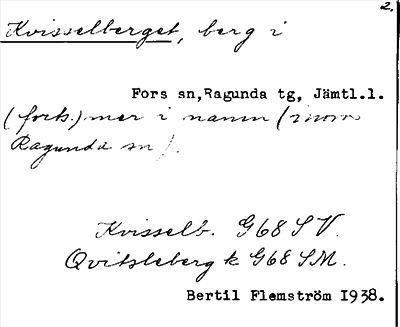 2.
Kvisselberget, berg i
Fors sn,Ragunda tg, Jämtl.l.
(forts.) mer i namn (inom
Ragunda sn).
Kvisselb. G68 SV.
Qvitsleberg k G68 SM.
Bertil Flemström I938.